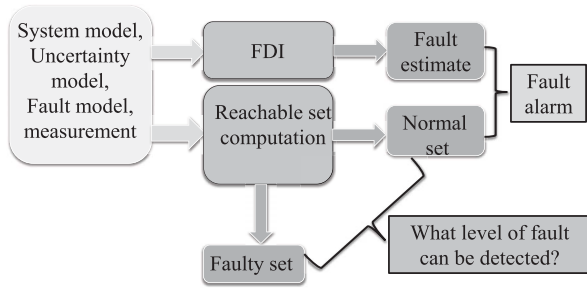 System model,
Uncertainty
model,
Fault model,
measurement
FDI
Fault
estimate
Reachable set
computation
Normal
set
Fault
alarm
Faulty set
What level of fault
can be detected?